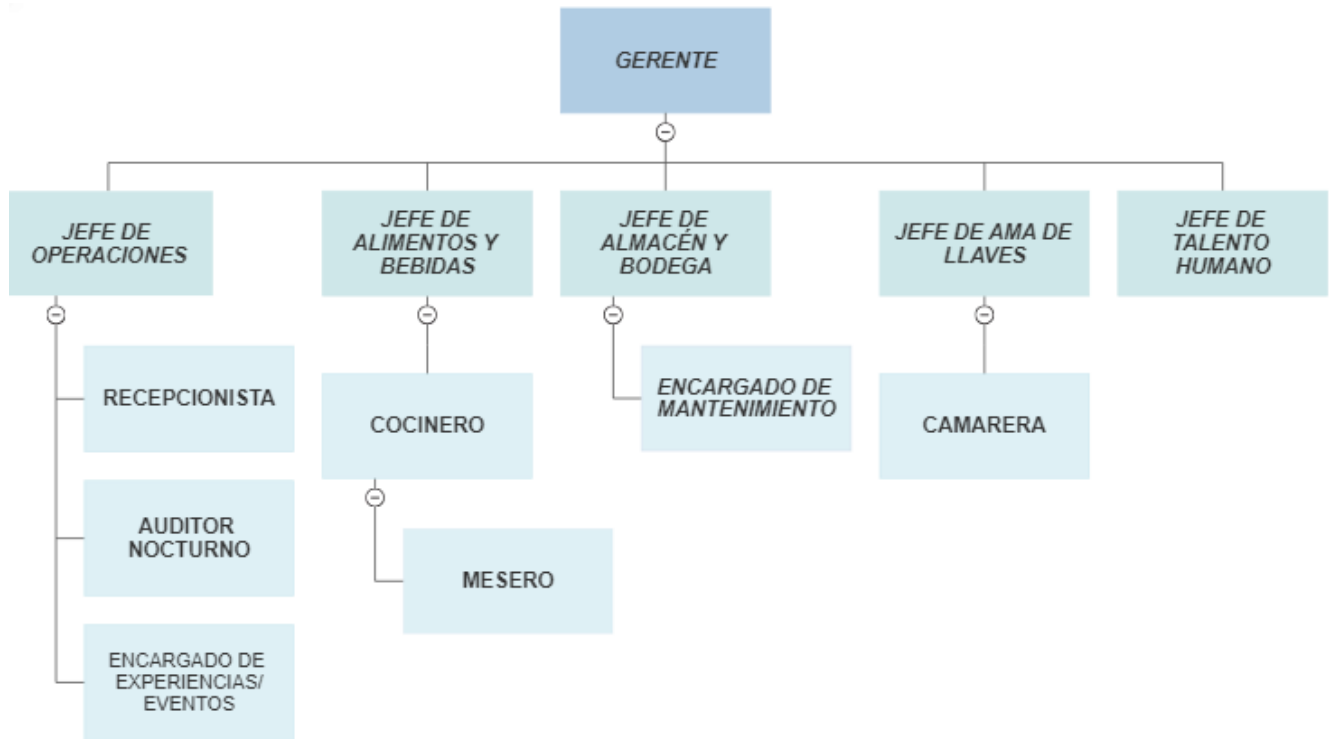 GERENTE
JEFE DE
OPERACIONES
JEFE DE
ALIMENTOS Y
BEBIDAS
JEFE DE
ALMACÉN Y
BODEGA
JEFE DE AMA DE
LLAVES
JEFE DE
TALENTO
HUMANO
RECEPCIONISTA
AUDITOR
NOCTURNO
ENCARGADO DE
EXPERIENCIAS/
EVENTOS
COCINERO
MESERO
ENCARGADO DE
MANTENIMIENTO
CAMARERA